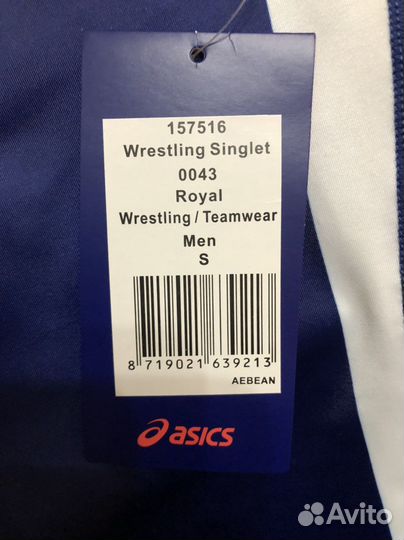 157516
Wrestling Singlet
0043
Royal
Wrestling / Teamwear
Men
S
8 719021 639213
AEBEAN
asics
Avito